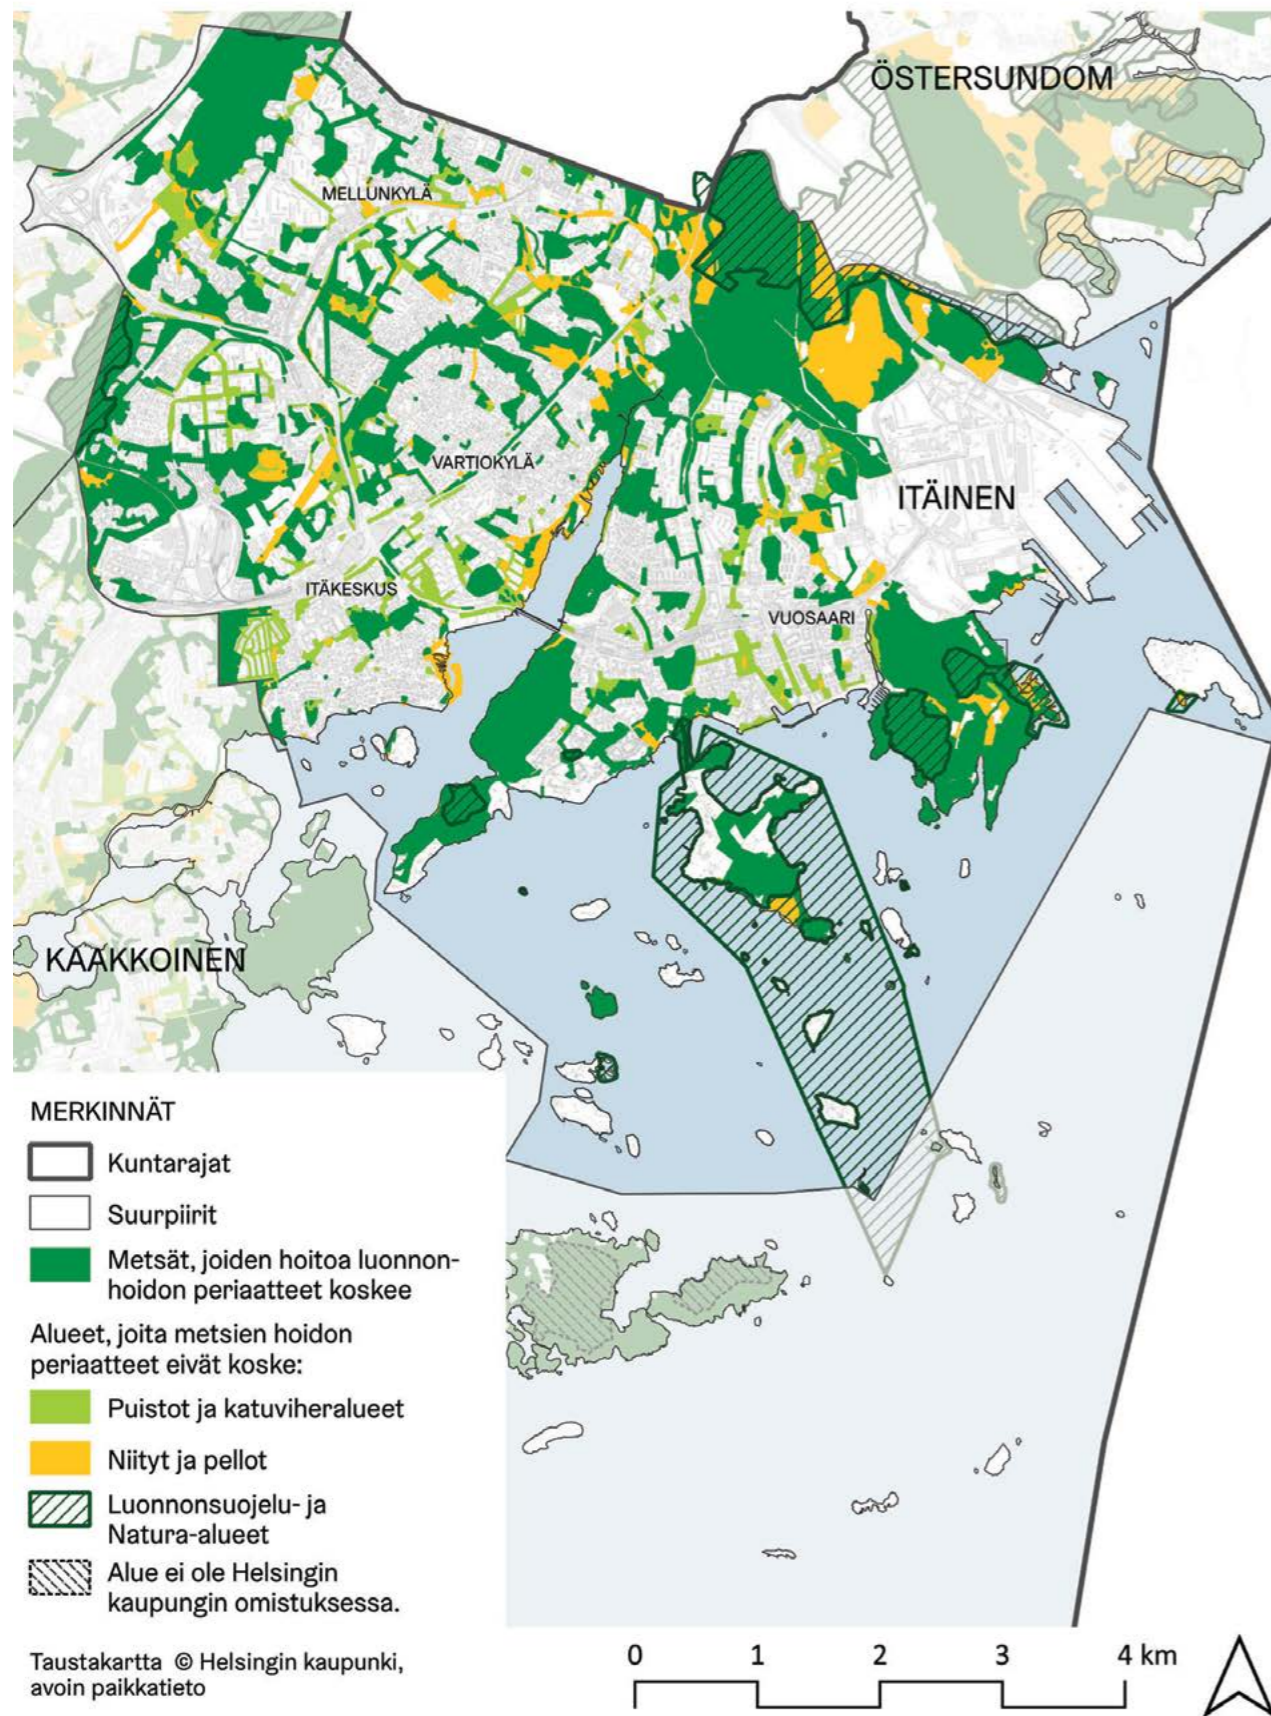 ÖSTERSUNDOM
MELLUNKYLÄ
VARTIOKYLÄ
ITÄINEN
ITÄKESKUS
VUOSAARI
KAAKKOINEN
MERKINNÄT
Kuntarajat
Suurpiirit
Metsät, joiden hoitoa luonnon-
hoidon periaatteet koskee
Alueet, joita metsien hoidon
periaatteet eivät koske:
Puistot ja katuviheralueet
Niityt ja pellot
Luonnonsuojelu- ja
Natura-alueet
Alue ei ole Helsingin
kaupungin omistuksessa.
Taustakartta © Helsingin kaupunki,
avoin paikkatieto
0 1 2 3 4 km